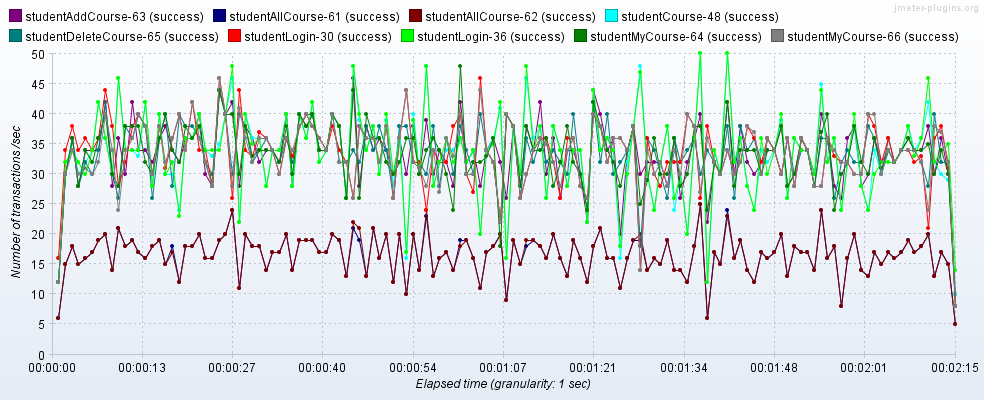 jmeter-plugins.org
studentAddCourse-63 (success) studentAllCourse-61 (success) studentAllCourse-62 (success) studentCourse-48 (success)
studentDeleteCourse-65 (success) studentLogin-30 (success) studentLogin-36 (success) studentMyCourse-64 (success) studentMyCourse-66 (success)
50
45
40
35
30
25
20
15
10
5
0
Number of transactions /sec
00:00:00 00:00:13 00:00:27 00:00:40 00:00:54 00:01:07 00:01:21 00:01:34 00:01:48 00:02:01 00:02:15
Elapsed time (granularity: 1 sec)